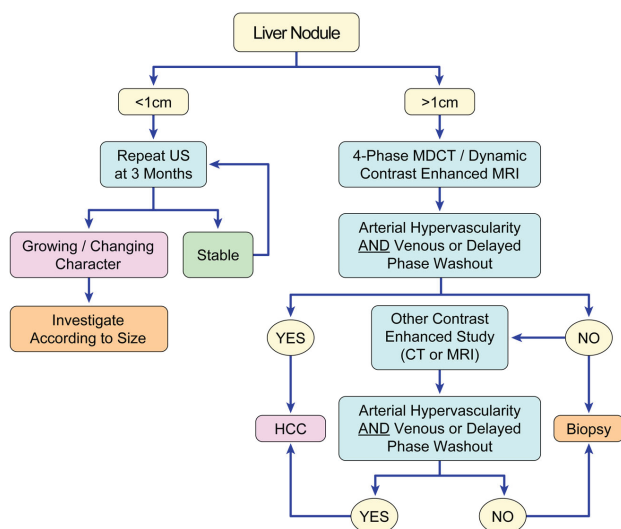 Liver Nodule
<1cm
>1cm
Repeat US
at 3 Months
4-Phase MDCT / Dynamic
Contrast Enhanced MRI
Growing / Changing
Character
Stable
Arterial Hypervascularity
AND Venous or Delayed
Phase Washout
Investigate
According to Size
YES
Other Contrast
Enhanced Study
(CT or MRI)
NO
HCC
Arterial Hypervascularity
AND Venous or Delayed
Phase Washout
Biopsy
YES
NO